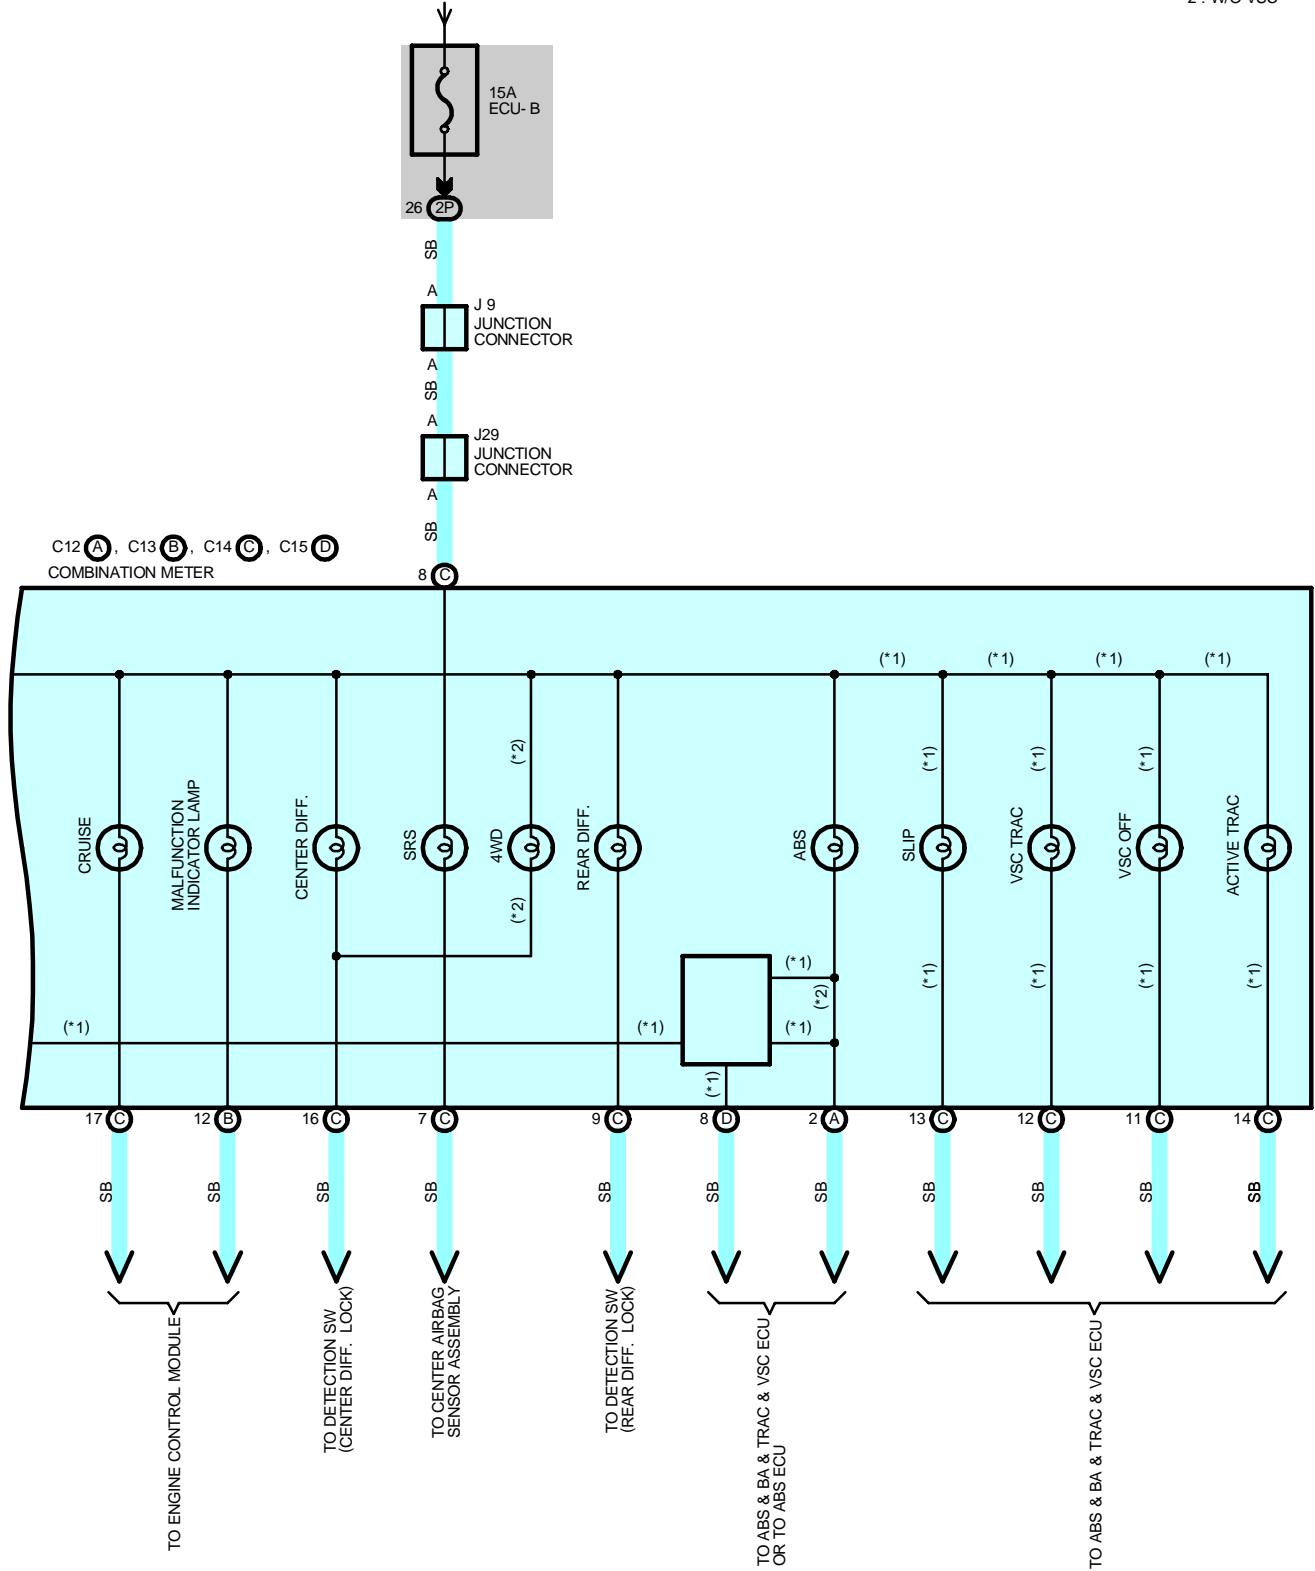 2 : W/O VSC
15A
ECU- B
26 2P
SB
A
J 9
JUNCTION
CONNECTOR
A
SB
A
J29
JUNCTION
CONNECTOR
A
SB
C12 A , C13 B , C14 C , C15 D
COMBINATION METER
8 C
(*1) (*1) (*1) (*1)
(*2) (*1) (*1) (*1)
CRUISE
MALFUNCTION
INDICATOR LAMP
CENTER DIFF.
SRS
4WD
REAR DIFF.
ABS
SLIP
VSC TRAC
VSC OFF
ACTIVE TRAC
(*2)
(*1) (*2) (*1) (*1) (*1) (*1)
(*1) (*1) (*1)
(*1)
17 C 12 B 16 C 7 C 9 C 8 D 2 A 13 C 12 C 11 C 14 C
SB SB SB SB SB SB SB SB SB SB SB
TO ENGINE CONTROL MODULE
TO DETECTION SW
(CENTER DIFF. LOCK)
TO CENTER AIRBAG
SENSOR ASSEMBLY
TO DETECTION SW
(REAR DIFF. LOCK)
TO ABS & BA & TRAC & VSC ECU
OR TO ABS ECU
TO ABS & BA & TRAC & VSC ECU